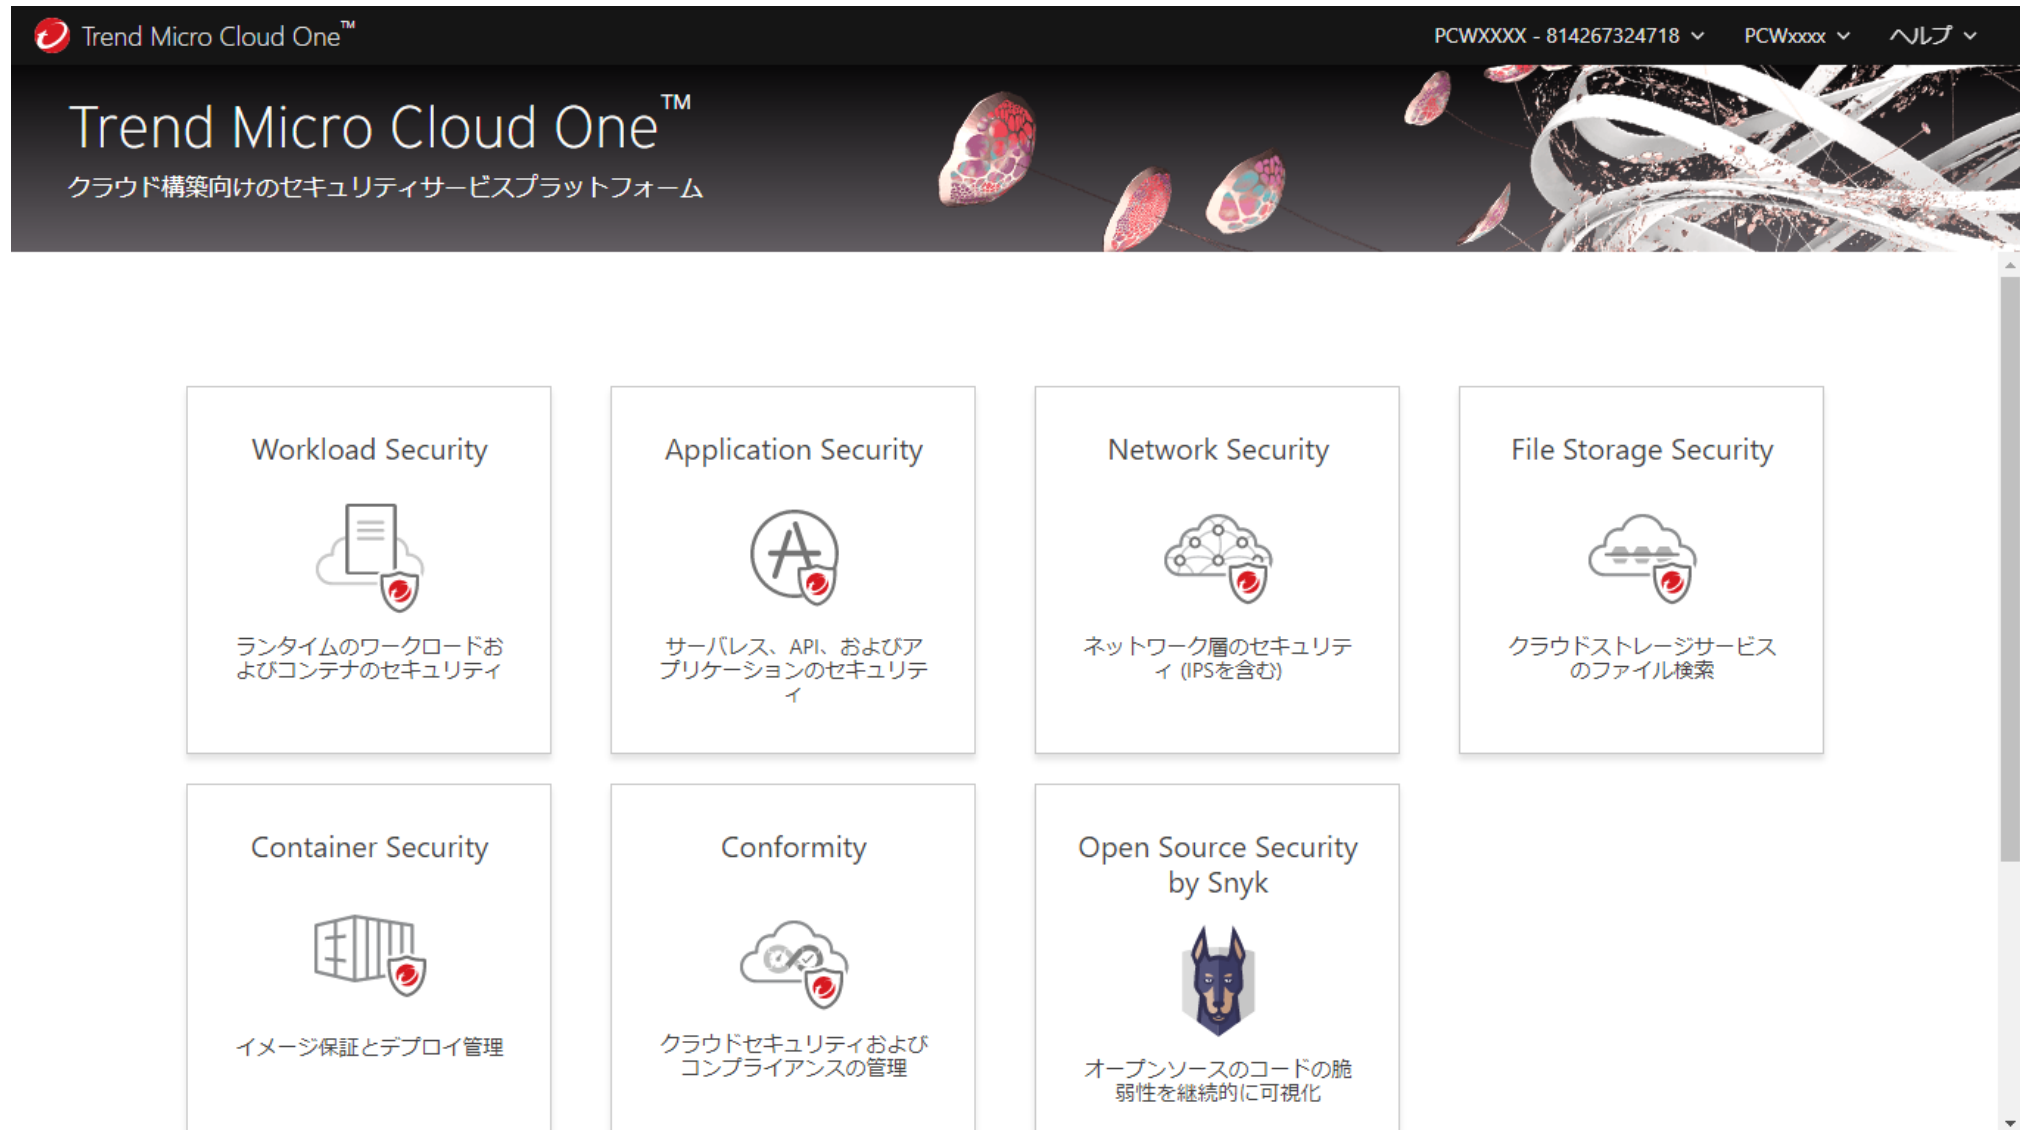 Trend Micro Cloud One™
PCWXXXX - 814267324718
PCWxxxx
ヘルプ
Trend Micro Cloud One™
クラウド構築向けのセキュリティサービスプラットフォーム
Workload Security
ランタイムのワークロードお
よびコンテナのセキュリティ
Application Security
サーバレス、API、およびア
プリケーションのセキュリテ
ィ
Network Security
ネットワーク層のセキュリテ
ィ (IPSを含む)
File Storage Security
クラウドストレージサービス
のファイル検索
Container Security
イメージ保証とデプロイ管理
Conformity
クラウドセキュリティおよび
コンプライアンスの管理
Open Source Security
by Snyk
オープンソースのコードの脆
弱性を継続的に可視化